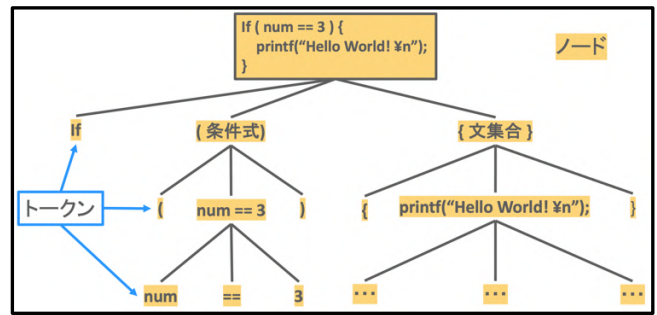 If ( num == 3 ) {
printf(“Hello World! ¥n”);
}
ノード
If
( 条件式)
{ 文集合 }
トークン
(
num == 3
)
{
printf(“Hello World! ¥n”);
}
num
==
3
…
…
…